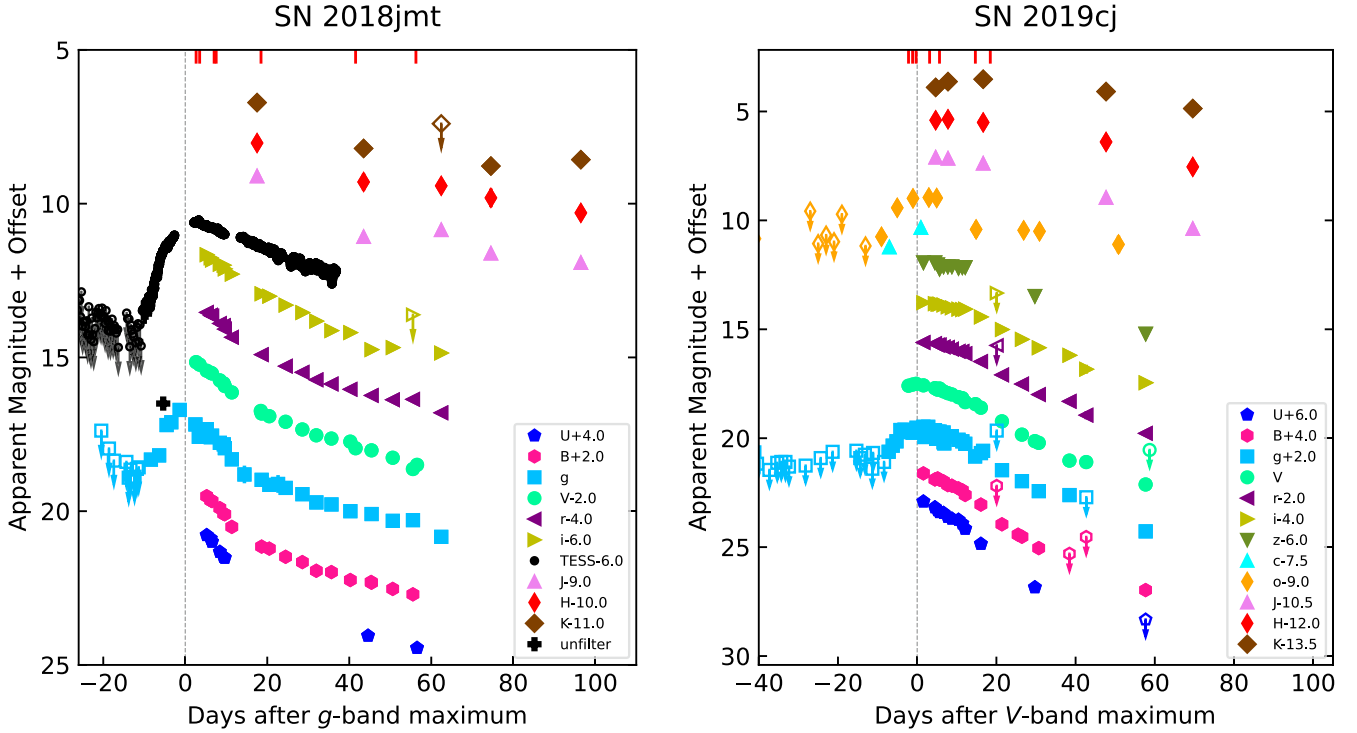 SN 2018jmt
5
10
15
20
25
−20
0
20
40
60
80
100
Apparent Magnitude + Offset
Days after g-band maximum
U+4.0
B+2.0
g
V-2.0
r-4.0
i-6.0
TESS-6.0
J-9.0
H-10.0
K-11.0
unfilter
SN 2019cj
5
10
15
20
25
30
−40
−20
0
20
40
60
80
100
Apparent Magnitude + Offset
Days after V-band maximum
U+6.0
B+4.0
g+2.0
V
r-2.0
i-4.0
z-6.0
c-7.5
o-9.0
J-10.5
H-12.0
K-13.5